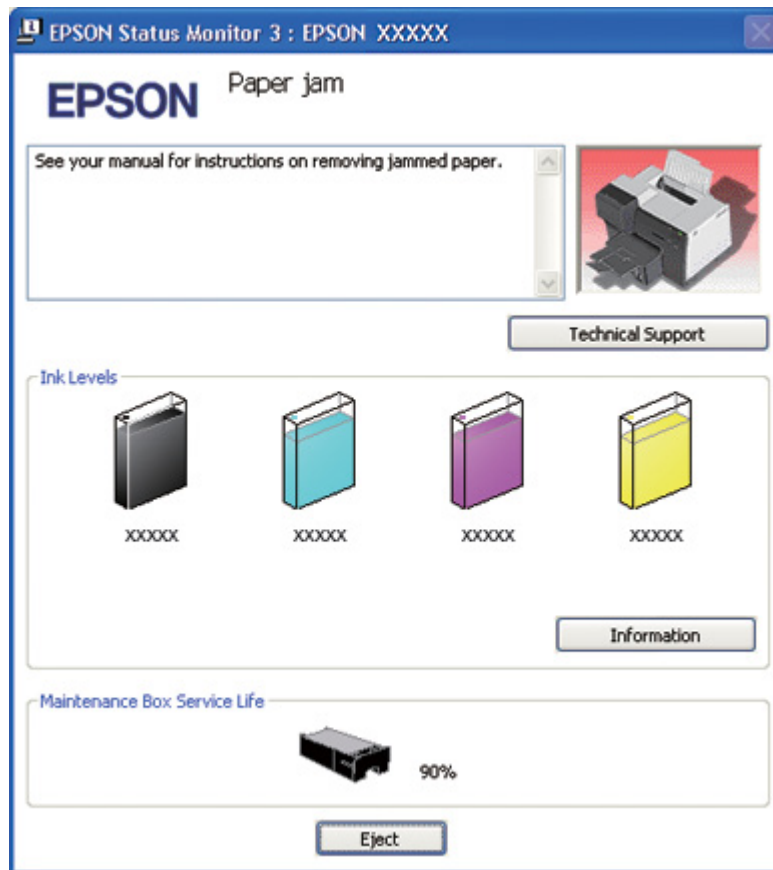 EPSON Status Monitor 3 : EPSON XXXXX
EPSON
Paper jam
See your manual for instructions on removing jammed paper.
Technical Support
Ink Levels
XXXXX XXXXX XXXXX XXXXX
Information
Maintenance Box Service Life
90%
Eject